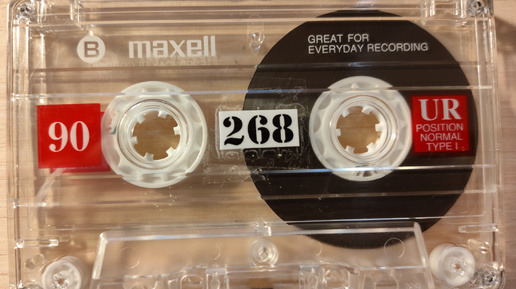 B maxell
GREAT FOR
EVERYDAY RECORDING
90
268
UR
POSITION
NORMAL
TYPE I